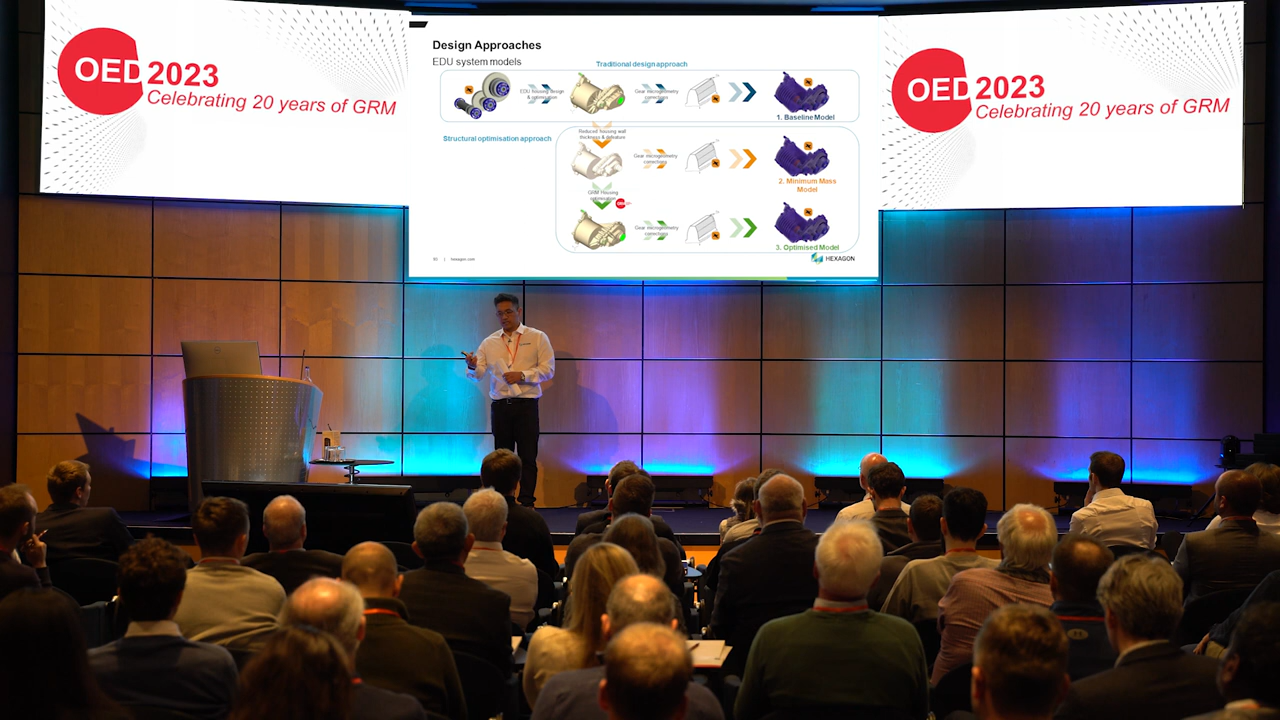 OED 2023
Celebrating 20 years of GRM
Design Approaches
EDU system models
Traditional design approach
EDU housing design
& optimisation
Gear microgeometry
corrections
1. Baseline Model
Structural optimisation approach
Reduced housing wall
thickness & defeature
Gear microgeometry
corrections
2. Minimum Mass
Model
GRM Housing
optimisation
Gear microgeometry
corrections
3. Optimised Model
hexagon.com
HEXAGON
OED 2023
Celebrating 20 years of GRM